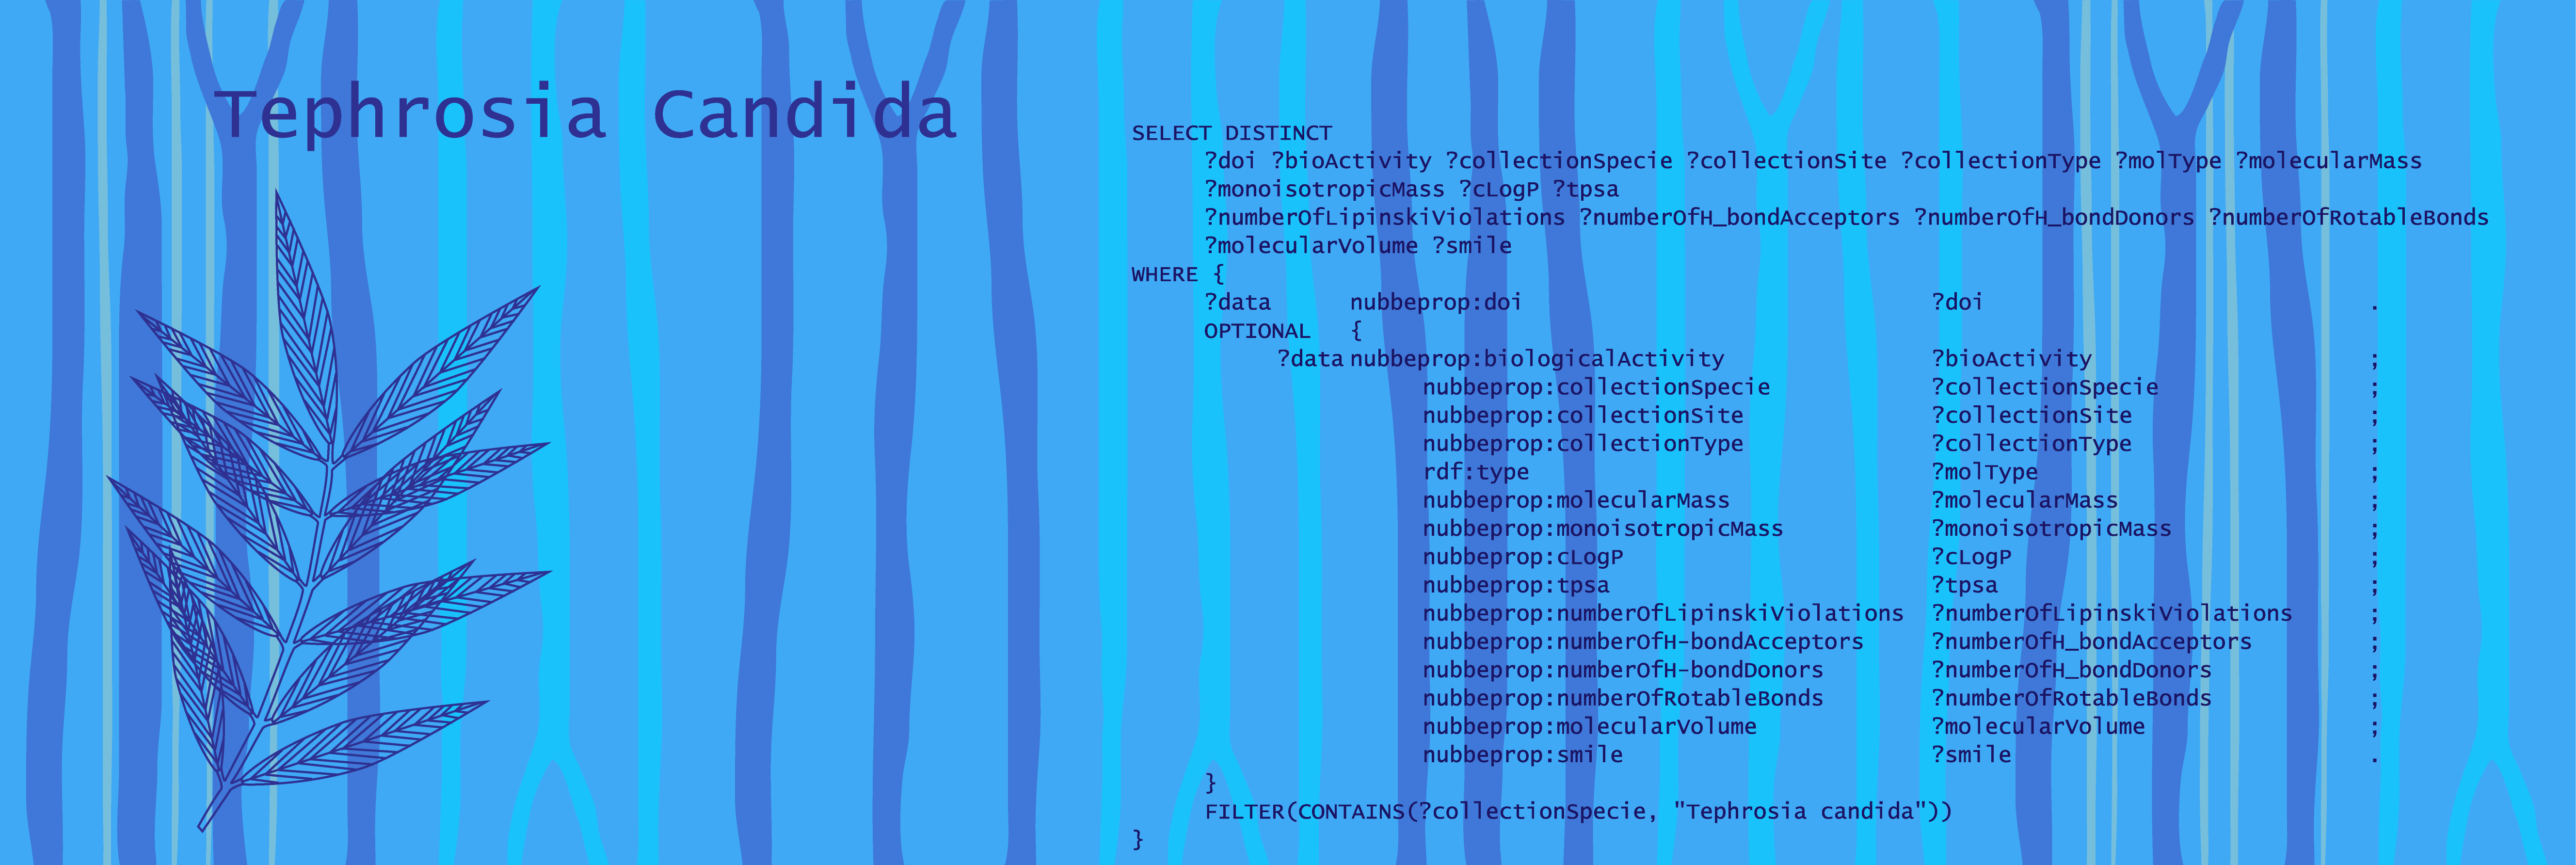 Tephrosia Candida
SELECT DISTINCT
?doi ?bioActivity ?collectionSpecie ?collectionSite ?collectionType ?molType ?molecularMass
?monoisotropicMass ?cLogP ?tpsa
?numberOfLipinskiViolations ?numberOfH_bondAcceptors ?numberOfH_bondDonors ?numberOfRotableBonds
?molecularVolume ?smile
WHERE {
?data nubbeprop:doi ?doi .
OPTIONAL {
?data nubbeprop:biologicalActivity ?bioActivity ;
nubbeprop:collectionSpecie ?collectionSpecie ;
nubbeprop:collectionSite ?collectionSite ;
nubbeprop:collectionType ?collectionType ;
rdf:type ?molType ;
nubbeprop:molecularMass ?molecularMass ;
nubbeprop:monoisotropicMass ?monoisotropicMass ;
nubbeprop:cLogP ?cLogP ;
nubbeprop:tpsa ?tpsa ;
nubbeprop:numberOfLipinskiViolations ?numberOfLipinskiViolations ;
nubbeprop:numberOfH-bondAcceptors ?numberOfH_bondAcceptors ;
nubbeprop:numberOfH-bondDonors ?numberOfH_bondDonors ;
nubbeprop:numberOfRotableBonds ?numberOfRotableBonds ;
nubbeprop:molecularVolume ?molecularVolume ;
nubbeprop:smile ?smile .
}
FILTER(CONTAINS(?collectionSpecie, "Tephrosia candida"))
}